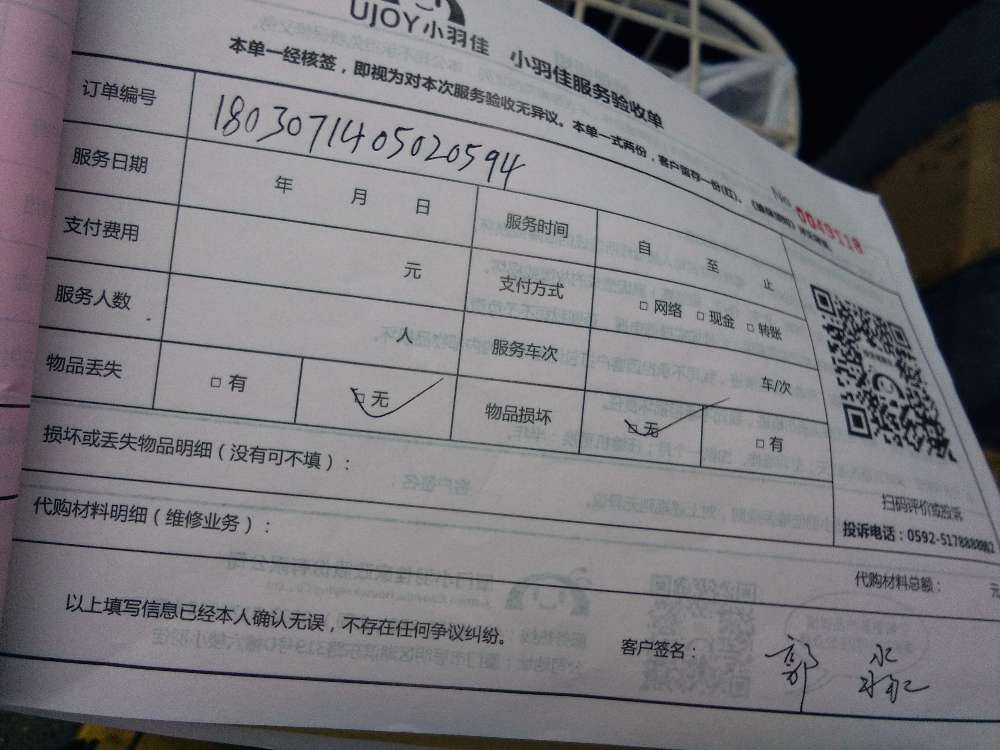 UJOY小羽佳 小羽佳服务验收单
本单一经核签，即视为对本次服务验收无异议。本单一式两份，客户留存一份(红)。
No 0049118
订单编号 1803071405020594
服务日期 年 月 日 服务时间 自 至 止
支付费用 元 支付方式 □ 网络 □ 现金 □ 转账
服务人数 人 服务车次 车/次
物品丢失 □ 有 □ 无 物品损坏 □ 无 □ 有
损坏或丢失物品明细（没有可不填）：
扫码评价或投诉
投诉电话：0592-5178888
代购材料明细（维修业务）：
代购材料总额： 元
以上填写信息已经本人确认无误，不存在任何争议纠纷。
客户签名： 郭